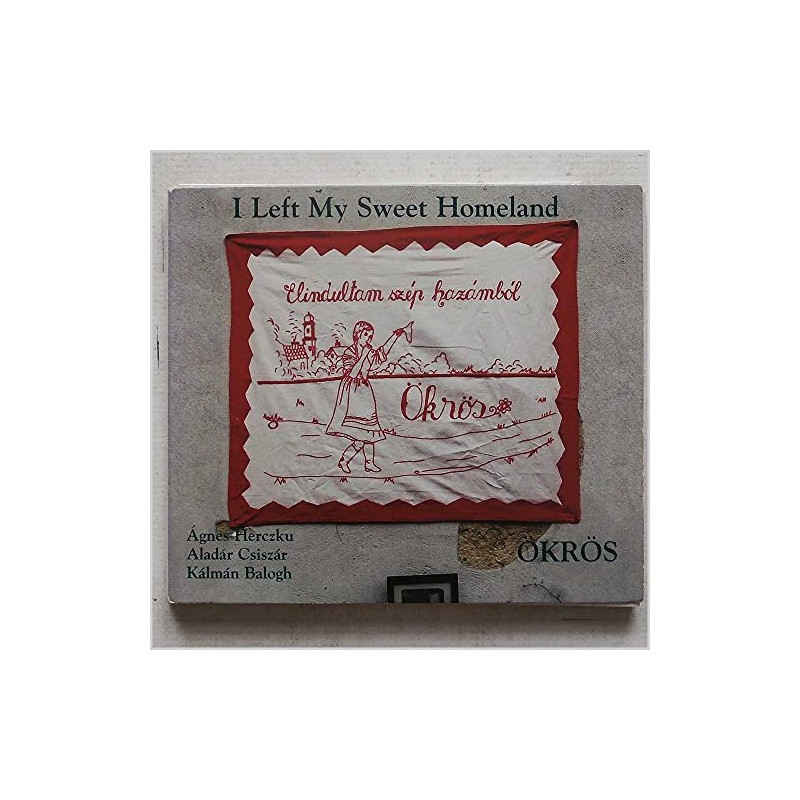 I Left My Sweet Homeland
Elindultam szép hazámból
Ökrös
Ágnes Herczku
Aladár Csiszár
Kálmán Balogh
ÖKRÖS